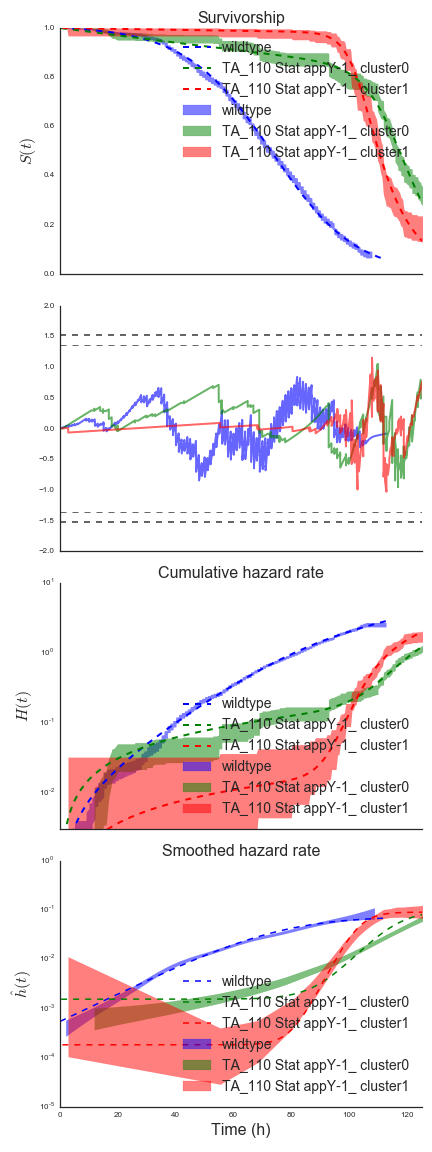 Survivorship
1.0
0.8
0.6
0.4
0.2
0.0
S(t)
wildtype
TA_110 Stat appY-1_ cluster0
TA_110 Stat appY-1_ cluster1
wildtype
TA_110 Stat appY-1_ cluster0
TA_110 Stat appY-1_ cluster1
2.0
1.5
1.0
0.5
0.0
−0.5
−1.0
−1.5
−2.0
Cumulative hazard rate
10^1
10^0
10^-1
10^-2
H(t)
wildtype
TA_110 Stat appY-1_ cluster0
TA_110 Stat appY-1_ cluster1
wildtype
TA_110 Stat appY-1_ cluster0
TA_110 Stat appY-1_ cluster1
Smoothed hazard rate
10^0
10^-1
10^-2
10^-3
10^-4
10^-5
ĥ(t)
wildtype
TA_110 Stat appY-1_ cluster0
TA_110 Stat appY-1_ cluster1
wildtype
TA_110 Stat appY-1_ cluster0
TA_110 Stat appY-1_ cluster1
0 20 40 60 80 100 120
Time (h)